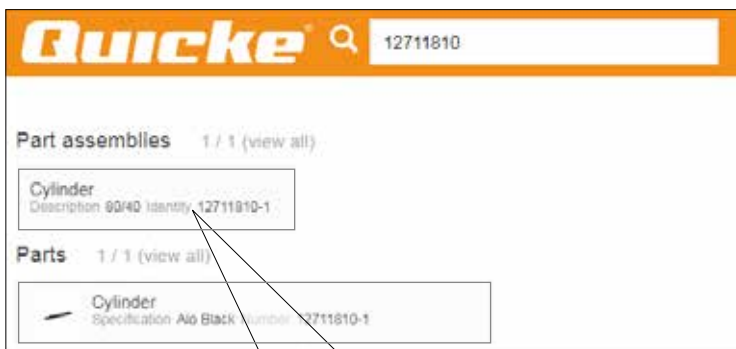 Quicke 12711810
Part assemblies 1 / 1 (view all)
Cylinder
Description 80/40 Identity 12711810-1
Parts 1 / 1 (view all)
Cylinder
Specification Alo Black Number 12711810-1